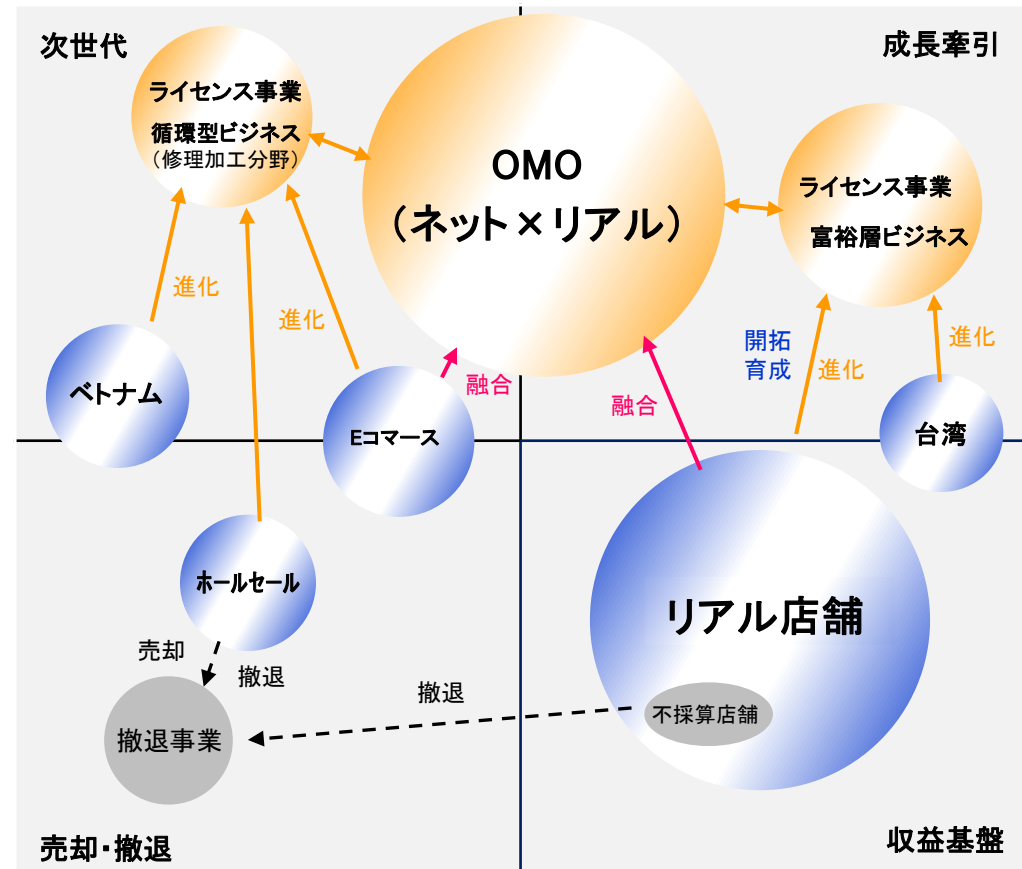 次世代
成長牽引
ライセンス事業
循環型ビジネス
（修理加工分野）
OMO
（ネット×リアル）
ライセンス事業
富裕層ビジネス
進化
進化
融合
融合
開拓
育成
進化
進化
ベトナム
Eコマース
台湾
ホールセール
リアル店舗
売却
撤退
撤退
不採算店舗
撤退事業
売却・撤退
収益基盤